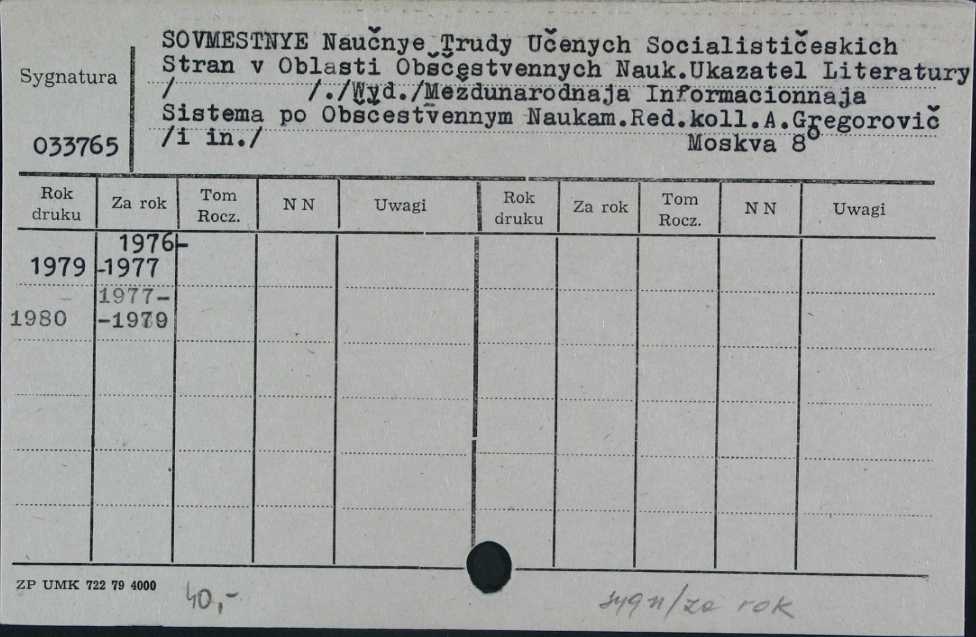 SOVMESTNYE Naučnye Trudy Učenych Socialističeskich
Stran v Oblasti Obščestvennych Nauk.Ukazatel Literatury
/ /./Wyd./Meždunarodnaja Informacionnaja
Sistema po Obscestvennym Naukam.Red.koll.A.Gregorovič
/i in./ Moskva 8°
Sygnatura
033765
Rok druku Za rok Tom Rocz. N N Uwagi Rok druku Za rok Tom Rocz. N N Uwagi
1976-
1979 -1977
1977-
1980 -1979
ZP UMK 722 79 4000
40,-
sygn/za rok